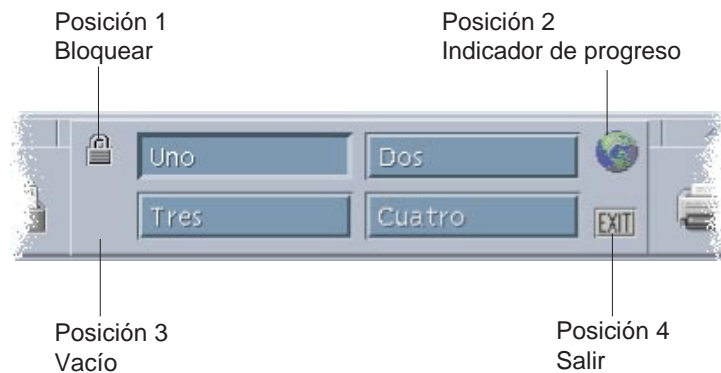 Posición 1
Bloquear
Posición 2
Indicador de progreso
Uno
Dos
Tres
Cuatro
EXIT
Posición 3
Vacío
Posición 4
Salir